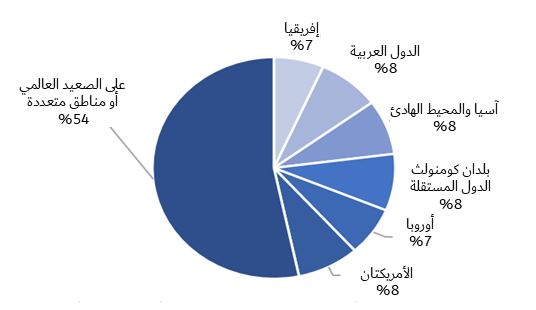 إفريقيا
%7
الدول العربية
%8
آسيا والمحيط الهادئ
%8
بلدان كومنولث
الدول المستقلة
%8
أوروبا
%7
الأمريكتان
%8
على الصعيد العالمي
أو مناطق متعددة
%54